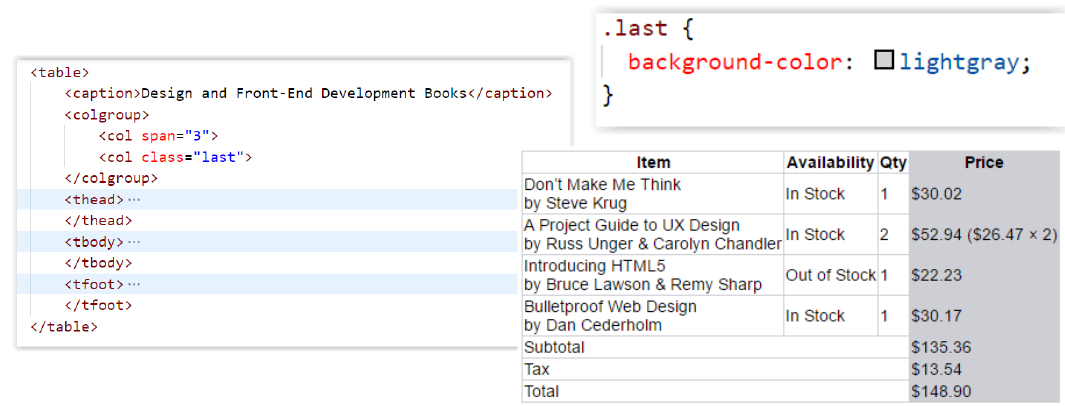 <table>
<caption>Design and Front-End Development Books</caption>
<colgroup>
<col span="3">
<col class="last">
</colgroup>
<thead> ...
</thead>
<tbody> ...
</tbody>
<tfoot> ...
</tfoot>
</table>
.last {
background-color: lightgray;
}
Item Availability Qty Price
Don't Make Me Think
by Steve Krug
In Stock 1 $30.02
A Project Guide to UX Design
by Russ Unger & Carolyn Chandler
In Stock 2 $52.94 ($26.47 × 2)
Introducing HTML5
by Bruce Lawson & Remy Sharp
Out of Stock 1 $22.23
Bulletproof Web Design
by Dan Cederholm
In Stock 1 $30.17
Subtotal $135.36
Tax $13.54
Total $148.90